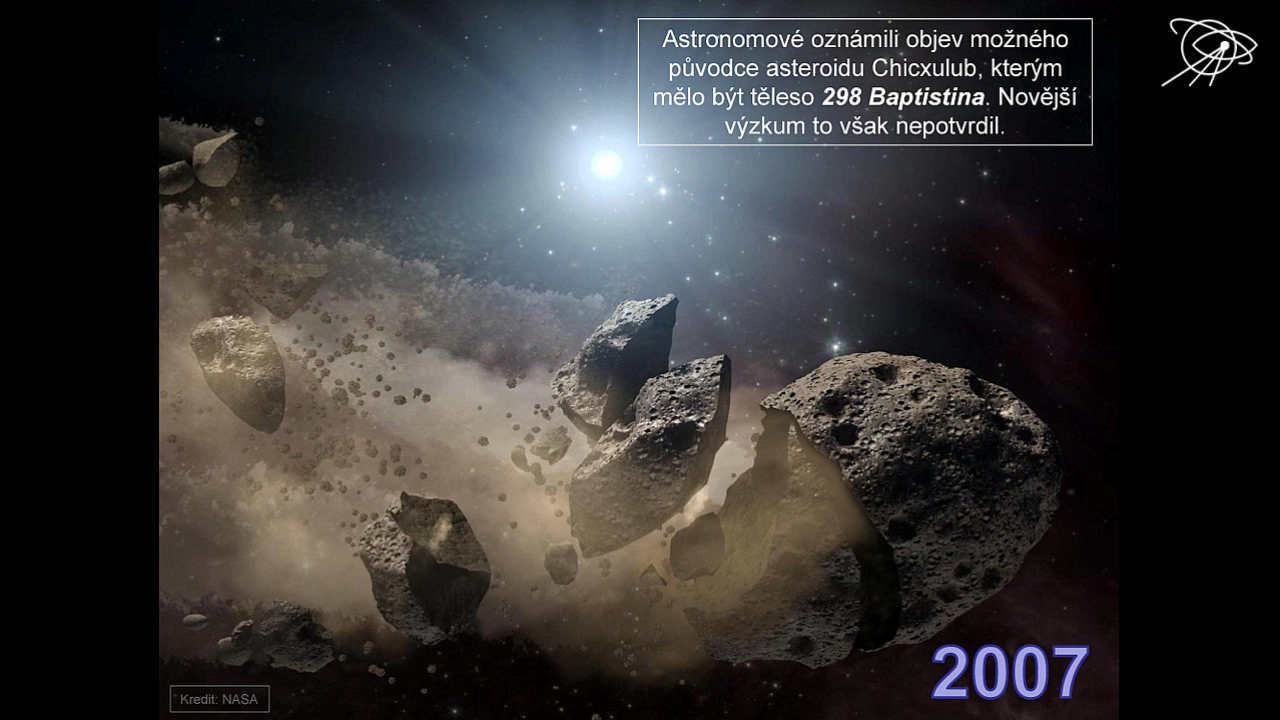 Astronomové oznámili objev možného
původce asteroidu Chicxulub, kterým
mělo být těleso 298 Baptistina. Novější
výzkum to však nepotvrdil.
2007
Kredit: NASA